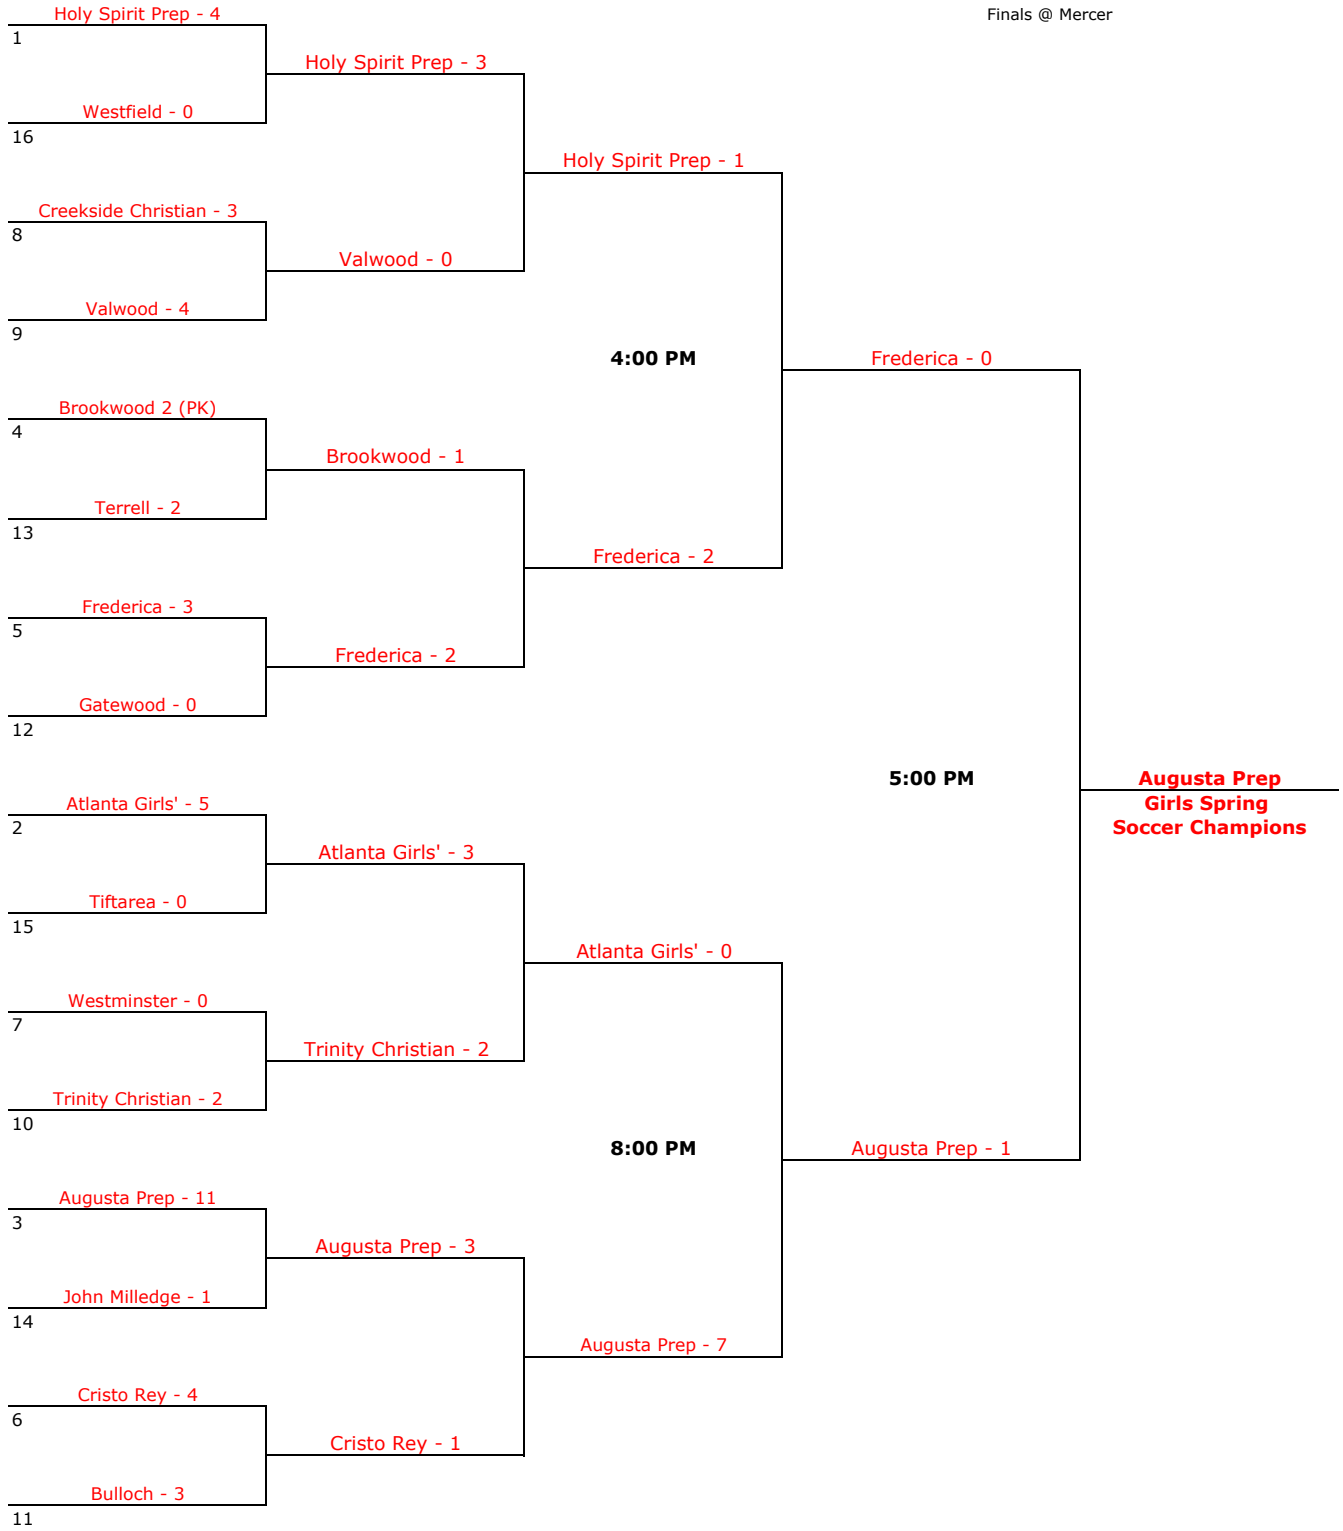 Holy Spirit Prep - 4
Finals @ Mercer
1
Holy Spirit Prep - 3
Westfield - 0
16
Holy Spirit Prep - 1
Creekside Christian - 3
8
Valwood - 0
Valwood - 4
9
4:00 PM
Frederica - 0
Brookwood 2 (PK)
4
Brookwood - 1
Terrell - 2
13
Frederica - 2
Frederica - 3
5
Frederica - 2
Gatewood - 0
12
5:00 PM
Augusta Prep
Girls Spring
Soccer Champions
Atlanta Girls' - 5
2
Atlanta Girls' - 3
Tiftarea - 0
15
Atlanta Girls' - 0
Westminster - 0
7
Trinity Christian - 2
Trinity Christian - 2
10
8:00 PM
Augusta Prep - 1
Augusta Prep - 11
3
Augusta Prep - 3
John Milledge - 1
14
Augusta Prep - 7
Cristo Rey - 4
6
Cristo Rey - 1
Bulloch - 3
11